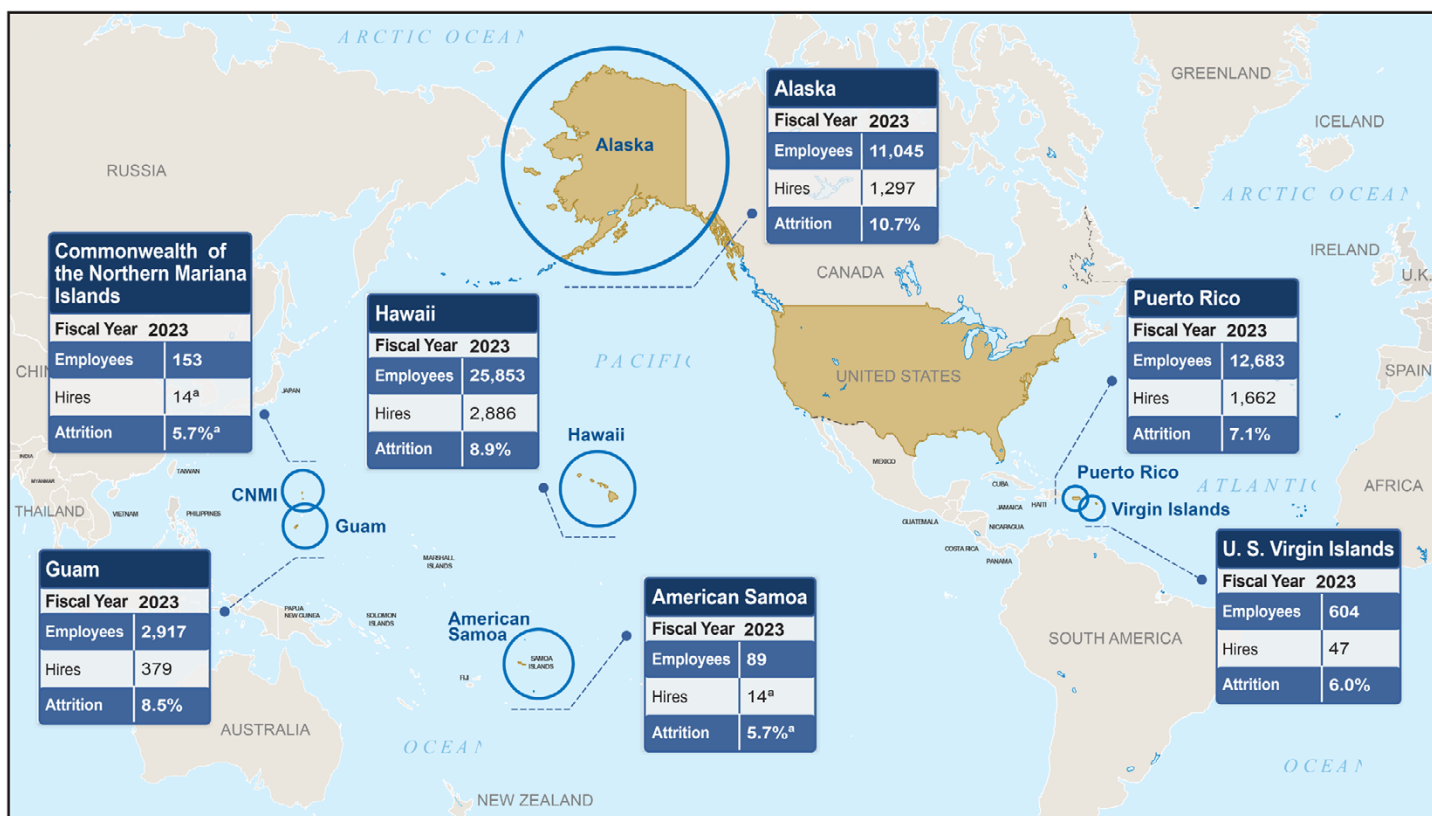 ARCTIC OCEAN
GREENLAND
ICELAND
RUSSIA
Alaska
Alaska
Fiscal Year 2023
Employees 11,045
Hires 1,297
Attrition 10.7%
ARCTIC OCEAN
IRELAND
U.K.
CANADA
Commonwealth of
the Northern Mariana
Islands
Fiscal Year 2023
Employees 153
Hires 14ª
Attrition 5.7%ª
Hawaii
Fiscal Year 2023
Employees 25,853
Hires 2,886
Attrition 8.9%
PACIFIC
UNITED STATES
Puerto Rico
Fiscal Year 2023
Employees 12,683
Hires 1,662
Attrition 7.1%
SPAIN
CHIN
JAPAN
INDIA
MYANMAR
TAIWAN
THAILAND
VIETNAM
PHILIPPINES
CNMI
Guam
Hawaii
MEXICO
CUBA
JAMAICA
HAITI
GUATEMALA
NICARAGUA
COSTA RICA
PANAMA
Puerto Rico
Virgin Islands
ATLANTIC
AFRICA
Guam
Fiscal Year 2023
Employees 2,917
Hires 379
Attrition 8.5%
MARSHALL
ISLANDS
PAPUA
NEW GUINEA
SOLOMON
ISLANDS
American
Samoa
SAMOA
ISLANDS
FIJI
American Samoa
Fiscal Year 2023
Employees 89
Hires 14ª
Attrition 5.7%ª
U. S. Virgin Islands
Fiscal Year 2023
Employees 604
Hires 47
Attrition 6.0%
SOUTH AMERICA
AUSTRALIA
OCEAN
OCEAN
NEW ZEALAND